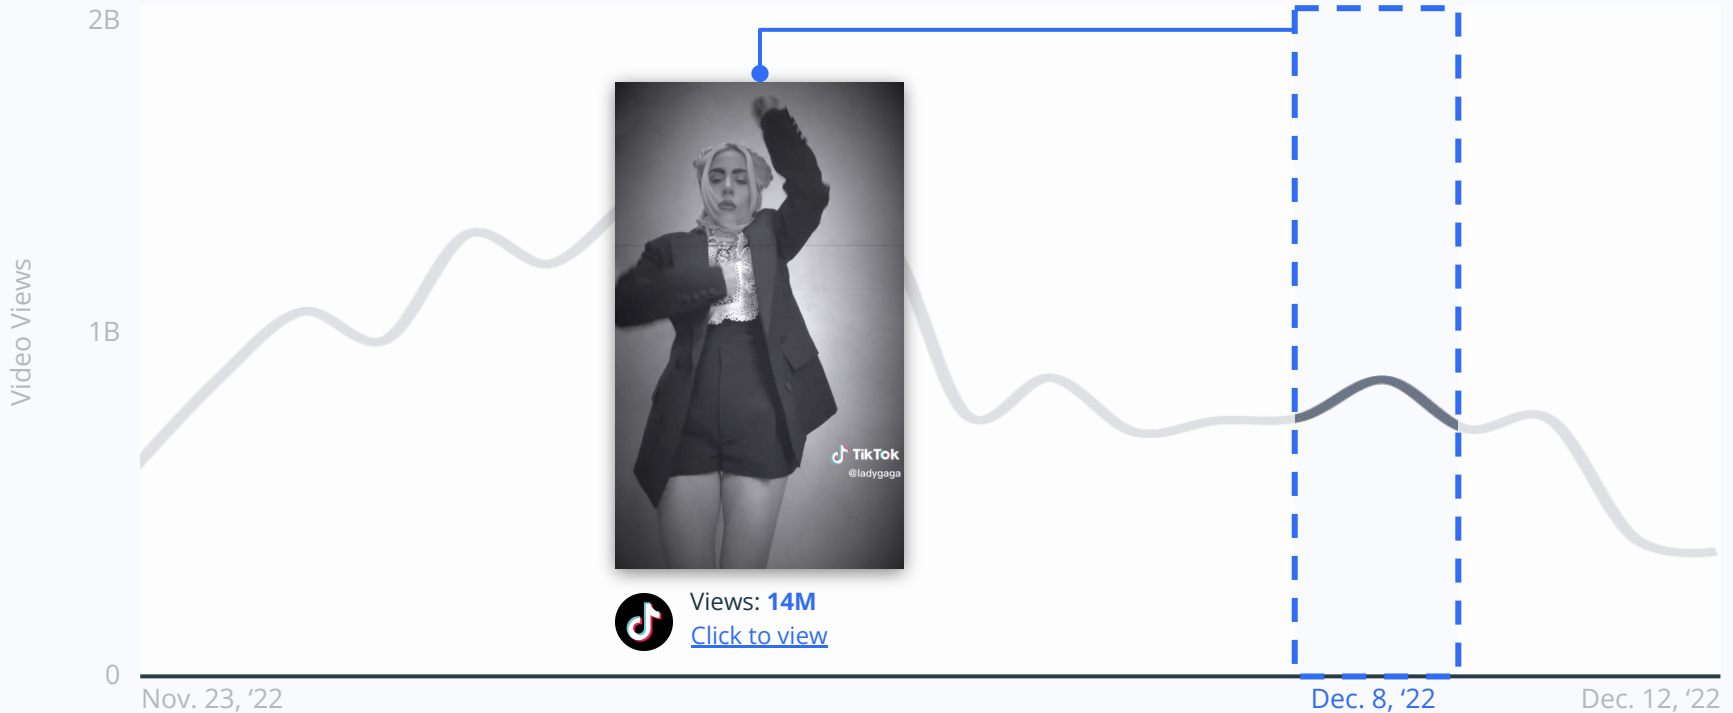 2B
Video Views
1B
TikTok
@ladygaga
Views: 14M
Click to view
0
Nov. 23, ‘22
Dec. 8, ‘22
Dec. 12, ‘22